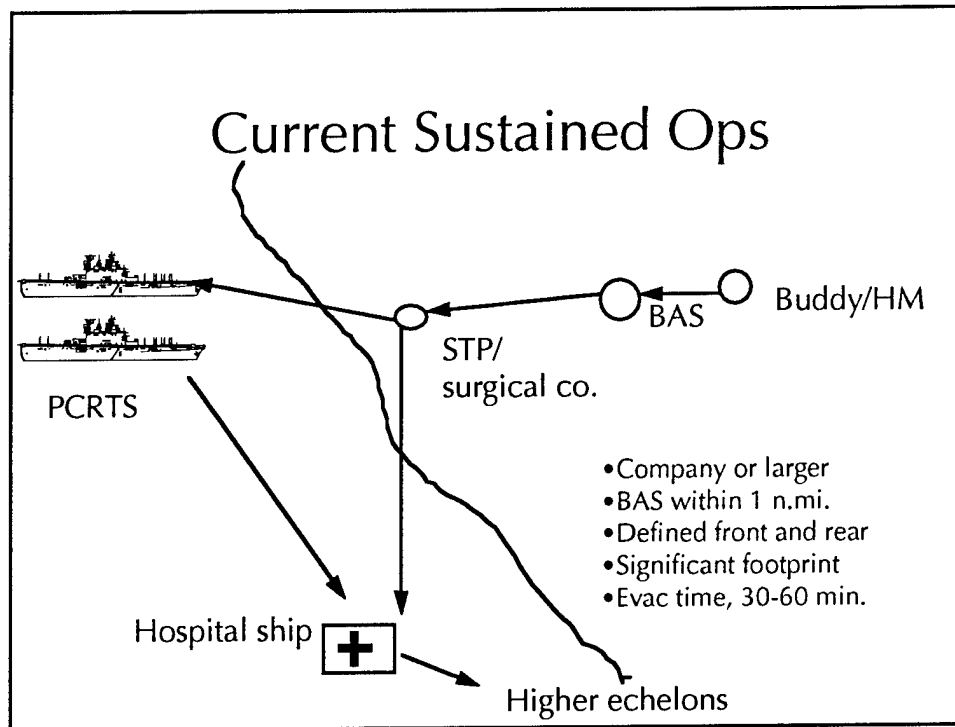 Current Sustained Ops
Buddy/HM
BAS
STP/
surgical co.
PCRTS
•Company or larger
•BAS within 1 n.mi.
•Defined front and rear
•Significant footprint
•Evac time, 30-60 min.
Hospital ship
Higher echelons